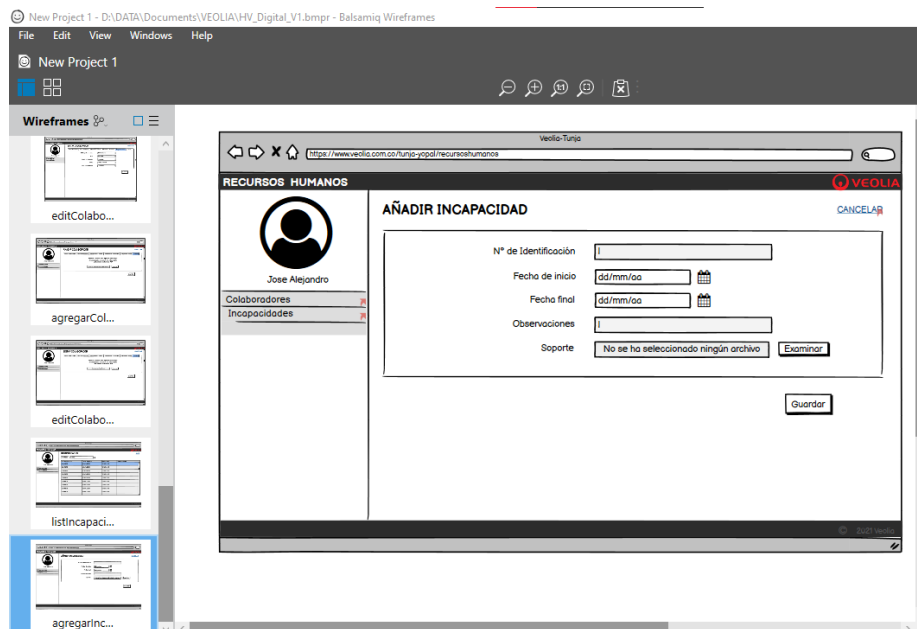 New Project 1 - D:\DATA\Documents\VEOLIA\HV_Digital_V1.bmpr - Balsamiq Wireframes
File Edit View Windows Help
New Project 1
1:1
Wireframes
editColabo...
agregarCol...
editColabo...
listIncapaci...
agregarInc...
Veolia-Tunja
https://www.veolia.com.co/tunja-yopal/recursoshumanos
RECURSOS HUMANOS
VEOLIA
Jose Alejandro
Colaboradores
Incapacidades
AÑADIR INCAPACIDAD
CANCELAR
N° de Identificación
Fecha de inicio dd/mm/aa
Fecha final dd/mm/aa
Observaciones
Soporte No se ha seleccionado ningún archivo Examinar
Guardar
© 2021 Veolia